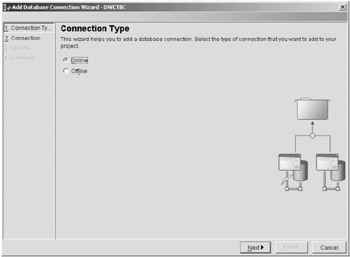 Add Database Connection Wizard - DWCTBC
1. Connection Ty...
2. Connection
3. Options
4. Summary
Connection Type
This wizard helps you to add a database connection. Select the type of connection that you want to add to your
project.
Online
Offline
Next
Finish
Cancel